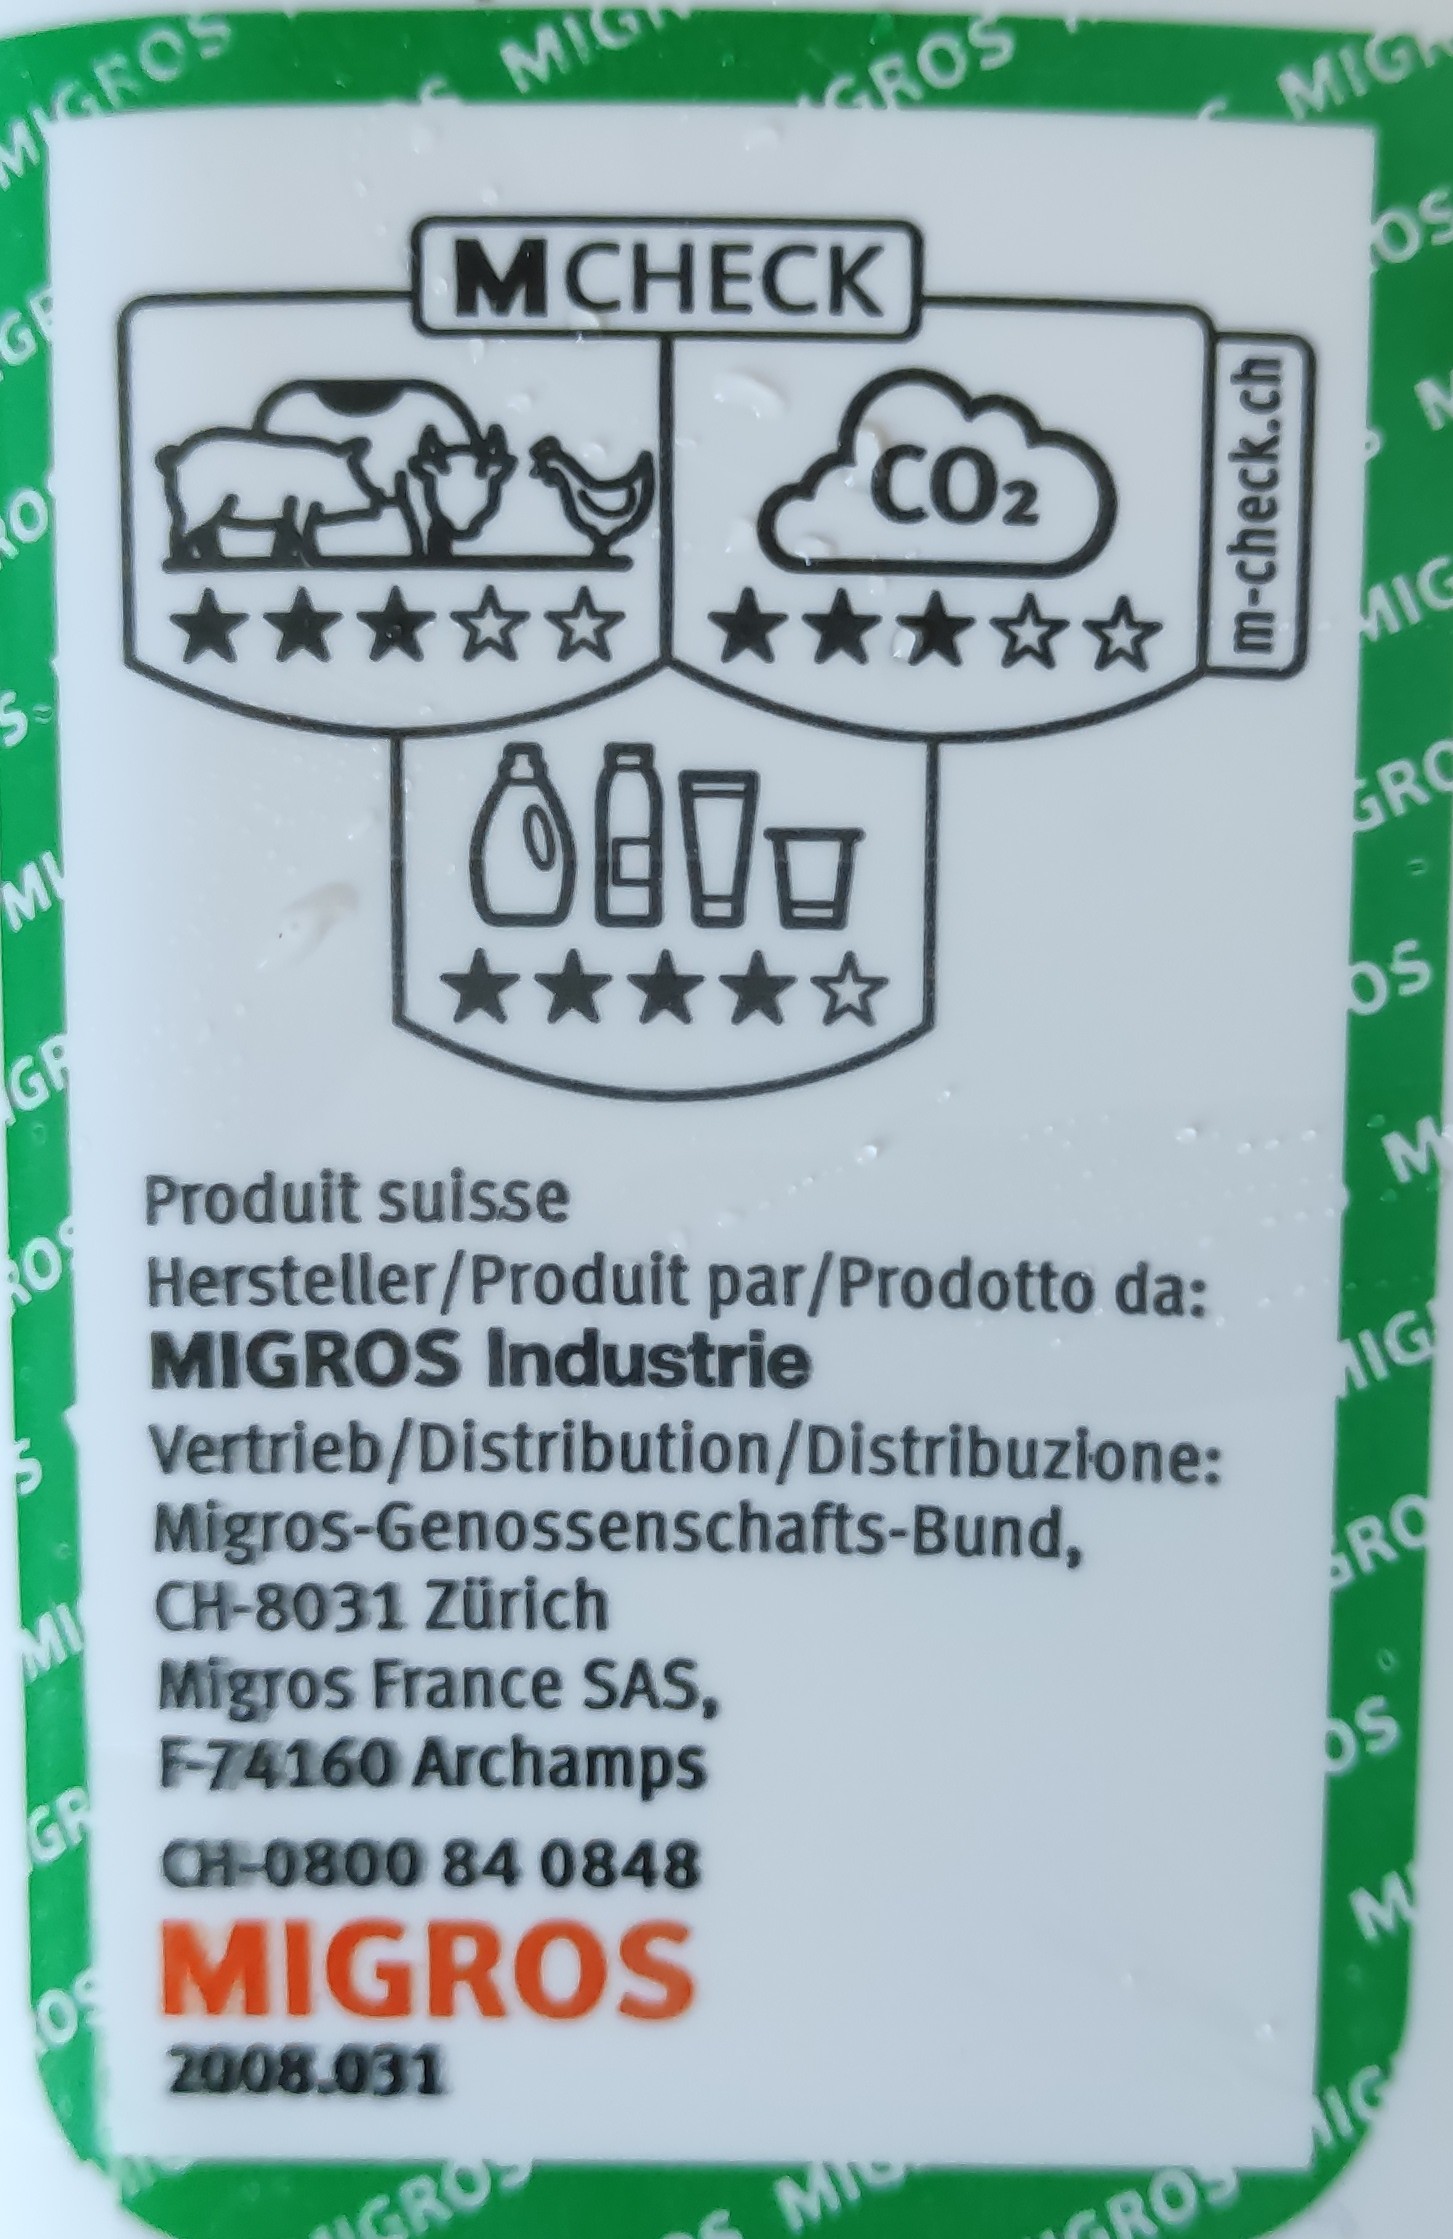 MCHECK
m-check.ch
CO₂
Produit suisse
Hersteller/Produit par/Prodotto da:
MIGROS Industrie
Vertrieb/Distribution/Distribuzione:
Migros-Genossenschafts-Bund,
CH-8031 Zürich
Migros France SAS,
F-74160 Archamps
CH-0800 84 0848
MIGROS
2008.031